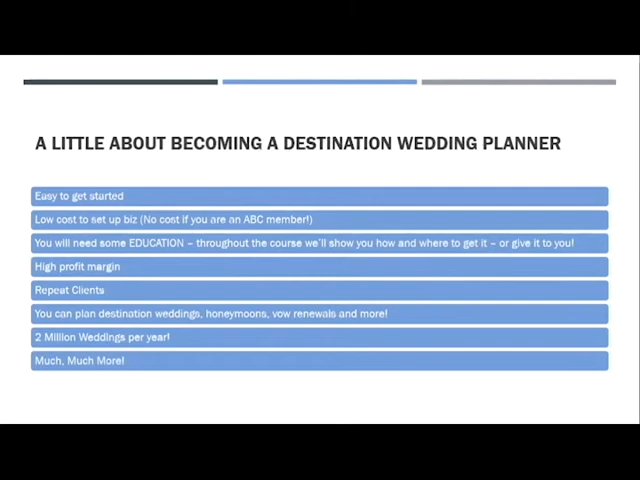 A LITTLE ABOUT BECOMING A DESTINATION WEDDING PLANNER
Easy to get started
Low cost to set up biz (No cost if you are an ABC member!)
You will need some EDUCATION – throughout the course we'll show you how and where to get it – or give it to you!
High profit margin
Repeat Clients
You can plan destination weddings, honeymoons, vow renewals and more!
2 Million Weddings per year!
Much, Much More!